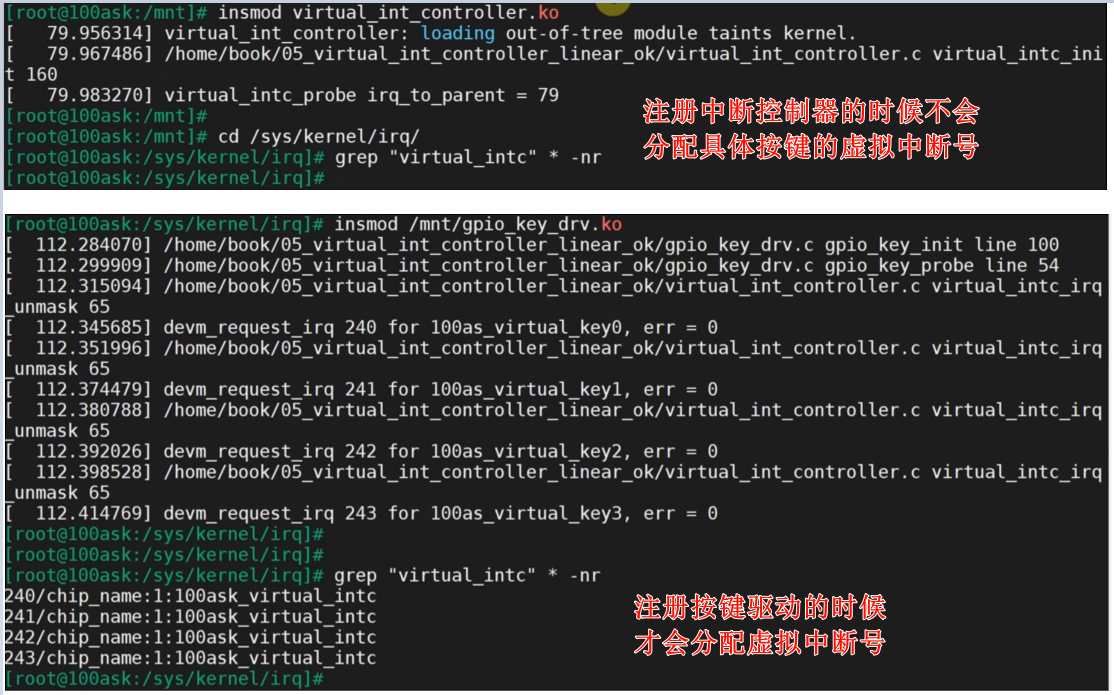 [root@100ask:/mnt]# insmod virtual_int_controller.ko
[   79.956314] virtual_int_controller: loading out-of-tree module taints kernel.
[   79.967486] /home/book/05_virtual_int_controller_linear_ok/virtual_int_controller.c virtual_intc_ini
t 160
[   79.983270] virtual_intc_probe irq_to_parent = 79
[root@100ask:/mnt]#
[root@100ask:/mnt]# cd /sys/kernel/irq/
[root@100ask:/sys/kernel/irq]# grep "virtual_intc" * -nr
[root@100ask:/sys/kernel/irq]#
注册中断控制器的时候不会
分配具体按键的虚拟中断号
[root@100ask:/sys/kernel/irq]# insmod /mnt/gpio_key_drv.ko
[  112.284070] /home/book/05_virtual_int_controller_linear_ok/gpio_key_drv.c gpio_key_init line 100
[  112.299909] /home/book/05_virtual_int_controller_linear_ok/gpio_key_drv.c gpio_key_probe line 54
[  112.315094] /home/book/05_virtual_int_controller_linear_ok/virtual_int_controller.c virtual_intc_irq
_unmask 65
[  112.345685] devm_request_irq 240 for 100as_virtual_key0, err = 0
[  112.351996] /home/book/05_virtual_int_controller_linear_ok/virtual_int_controller.c virtual_intc_irq
_unmask 65
[  112.374479] devm_request_irq 241 for 100as_virtual_key1, err = 0
[  112.380788] /home/book/05_virtual_int_controller_linear_ok/virtual_int_controller.c virtual_intc_irq
_unmask 65
[  112.392026] devm_request_irq 242 for 100as_virtual_key2, err = 0
[  112.398528] /home/book/05_virtual_int_controller_linear_ok/virtual_int_controller.c virtual_intc_irq
_unmask 65
[  112.414769] devm_request_irq 243 for 100as_virtual_key3, err = 0
[root@100ask:/sys/kernel/irq]#
[root@100ask:/sys/kernel/irq]#
[root@100ask:/sys/kernel/irq]# grep "virtual_intc" * -nr
240/chip_name:1:100ask_virtual_intc
241/chip_name:1:100ask_virtual_intc
242/chip_name:1:100ask_virtual_intc
243/chip_name:1:100ask_virtual_intc
[root@100ask:/sys/kernel/irq]#
注册按键驱动的时候
才会分配虚拟中断号